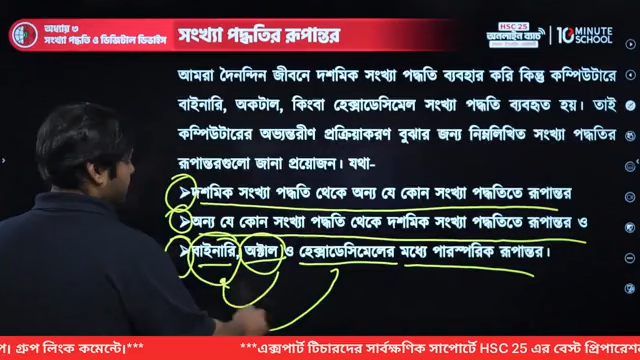 অধ্যায় ৩
সংখ্যা পদ্ধতি ও ডিজিটাল ডিভাইস
সংখ্যা পদ্ধতির রূপান্তর
HSC 25
অনলাইন ব্যাচ
10 MINUTE SCHOOL
আমরা দৈনন্দিন জীবনে দশমিক সংখ্যা পদ্ধতি ব্যবহার করি কিন্তু কম্পিউটারে
বাইনারি, অকটাল, কিংবা হেক্সাডেসিমেল সংখ্যা পদ্ধতি ব্যবহৃত হয়। তাই
কম্পিউটারের অভ্যন্তরীণ প্রক্রিয়াকরণ বুঝার জন্য নিম্নলিখিত সংখ্যা পদ্ধতির
রূপান্তরগুলো জানা প্রয়োজন। যথা-
➢দশমিক সংখ্যা পদ্ধতি থেকে অন্য যে কোন সংখ্যা পদ্ধতিতে রূপান্তর
➢অন্য যে কোন সংখ্যা পদ্ধতি থেকে দশমিক সংখ্যা পদ্ধতিতে রূপান্তর ও
➢বাইনারি, অক্টাল ও হেক্সাডেসিমেলের মধ্যে পারস্পরিক রূপান্তর।
প। গ্রুপ লিংক কমেন্টে।*** ***এক্সপার্ট টিচারদের সার্বক্ষণিক সাপোর্টে HSC 25 এর বেস্ট প্রিপারেশ